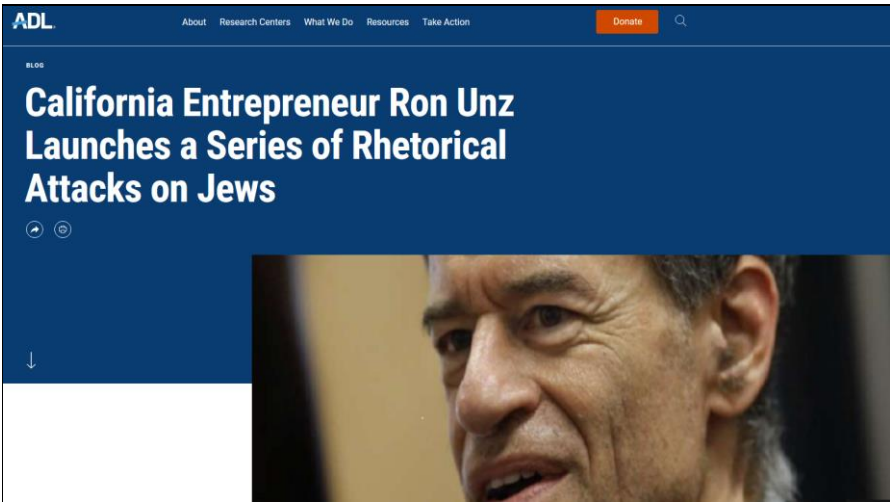 ADL
About Research Centers What We Do Resources Take Action Donate
BLOG
California Entrepreneur Ron Unz
Launches a Series of Rhetorical
Attacks on Jews